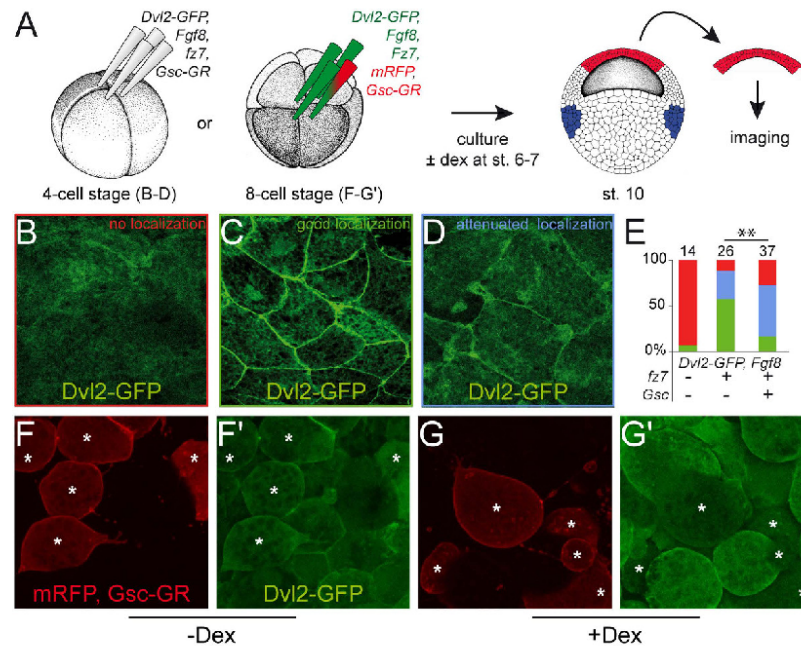 A
Dvl2-GFP,
Fgf8,
fz7,
Gsc-GR
or
Dvl2-GFP,
Fgf8,
Fz7,
mRFP,
Gsc-GR
culture
± dex at st. 6-7
imaging
4-cell stage (B-D)
8-cell stage (F-G')
st. 10
B
no localization
Dvl2-GFP
C
good localization
Dvl2-GFP
D
attenuated localization
Dvl2-GFP
E
**
14 26 37
100
50
0%
Dvl2-GFP, Fgf8
fz7 - + +
Gsc - - +
F
* * * * *
mRFP, Gsc-GR
F'
* * * * *
Dvl2-GFP
G
* * * * *
G'
* * * * *
-Dex
+Dex